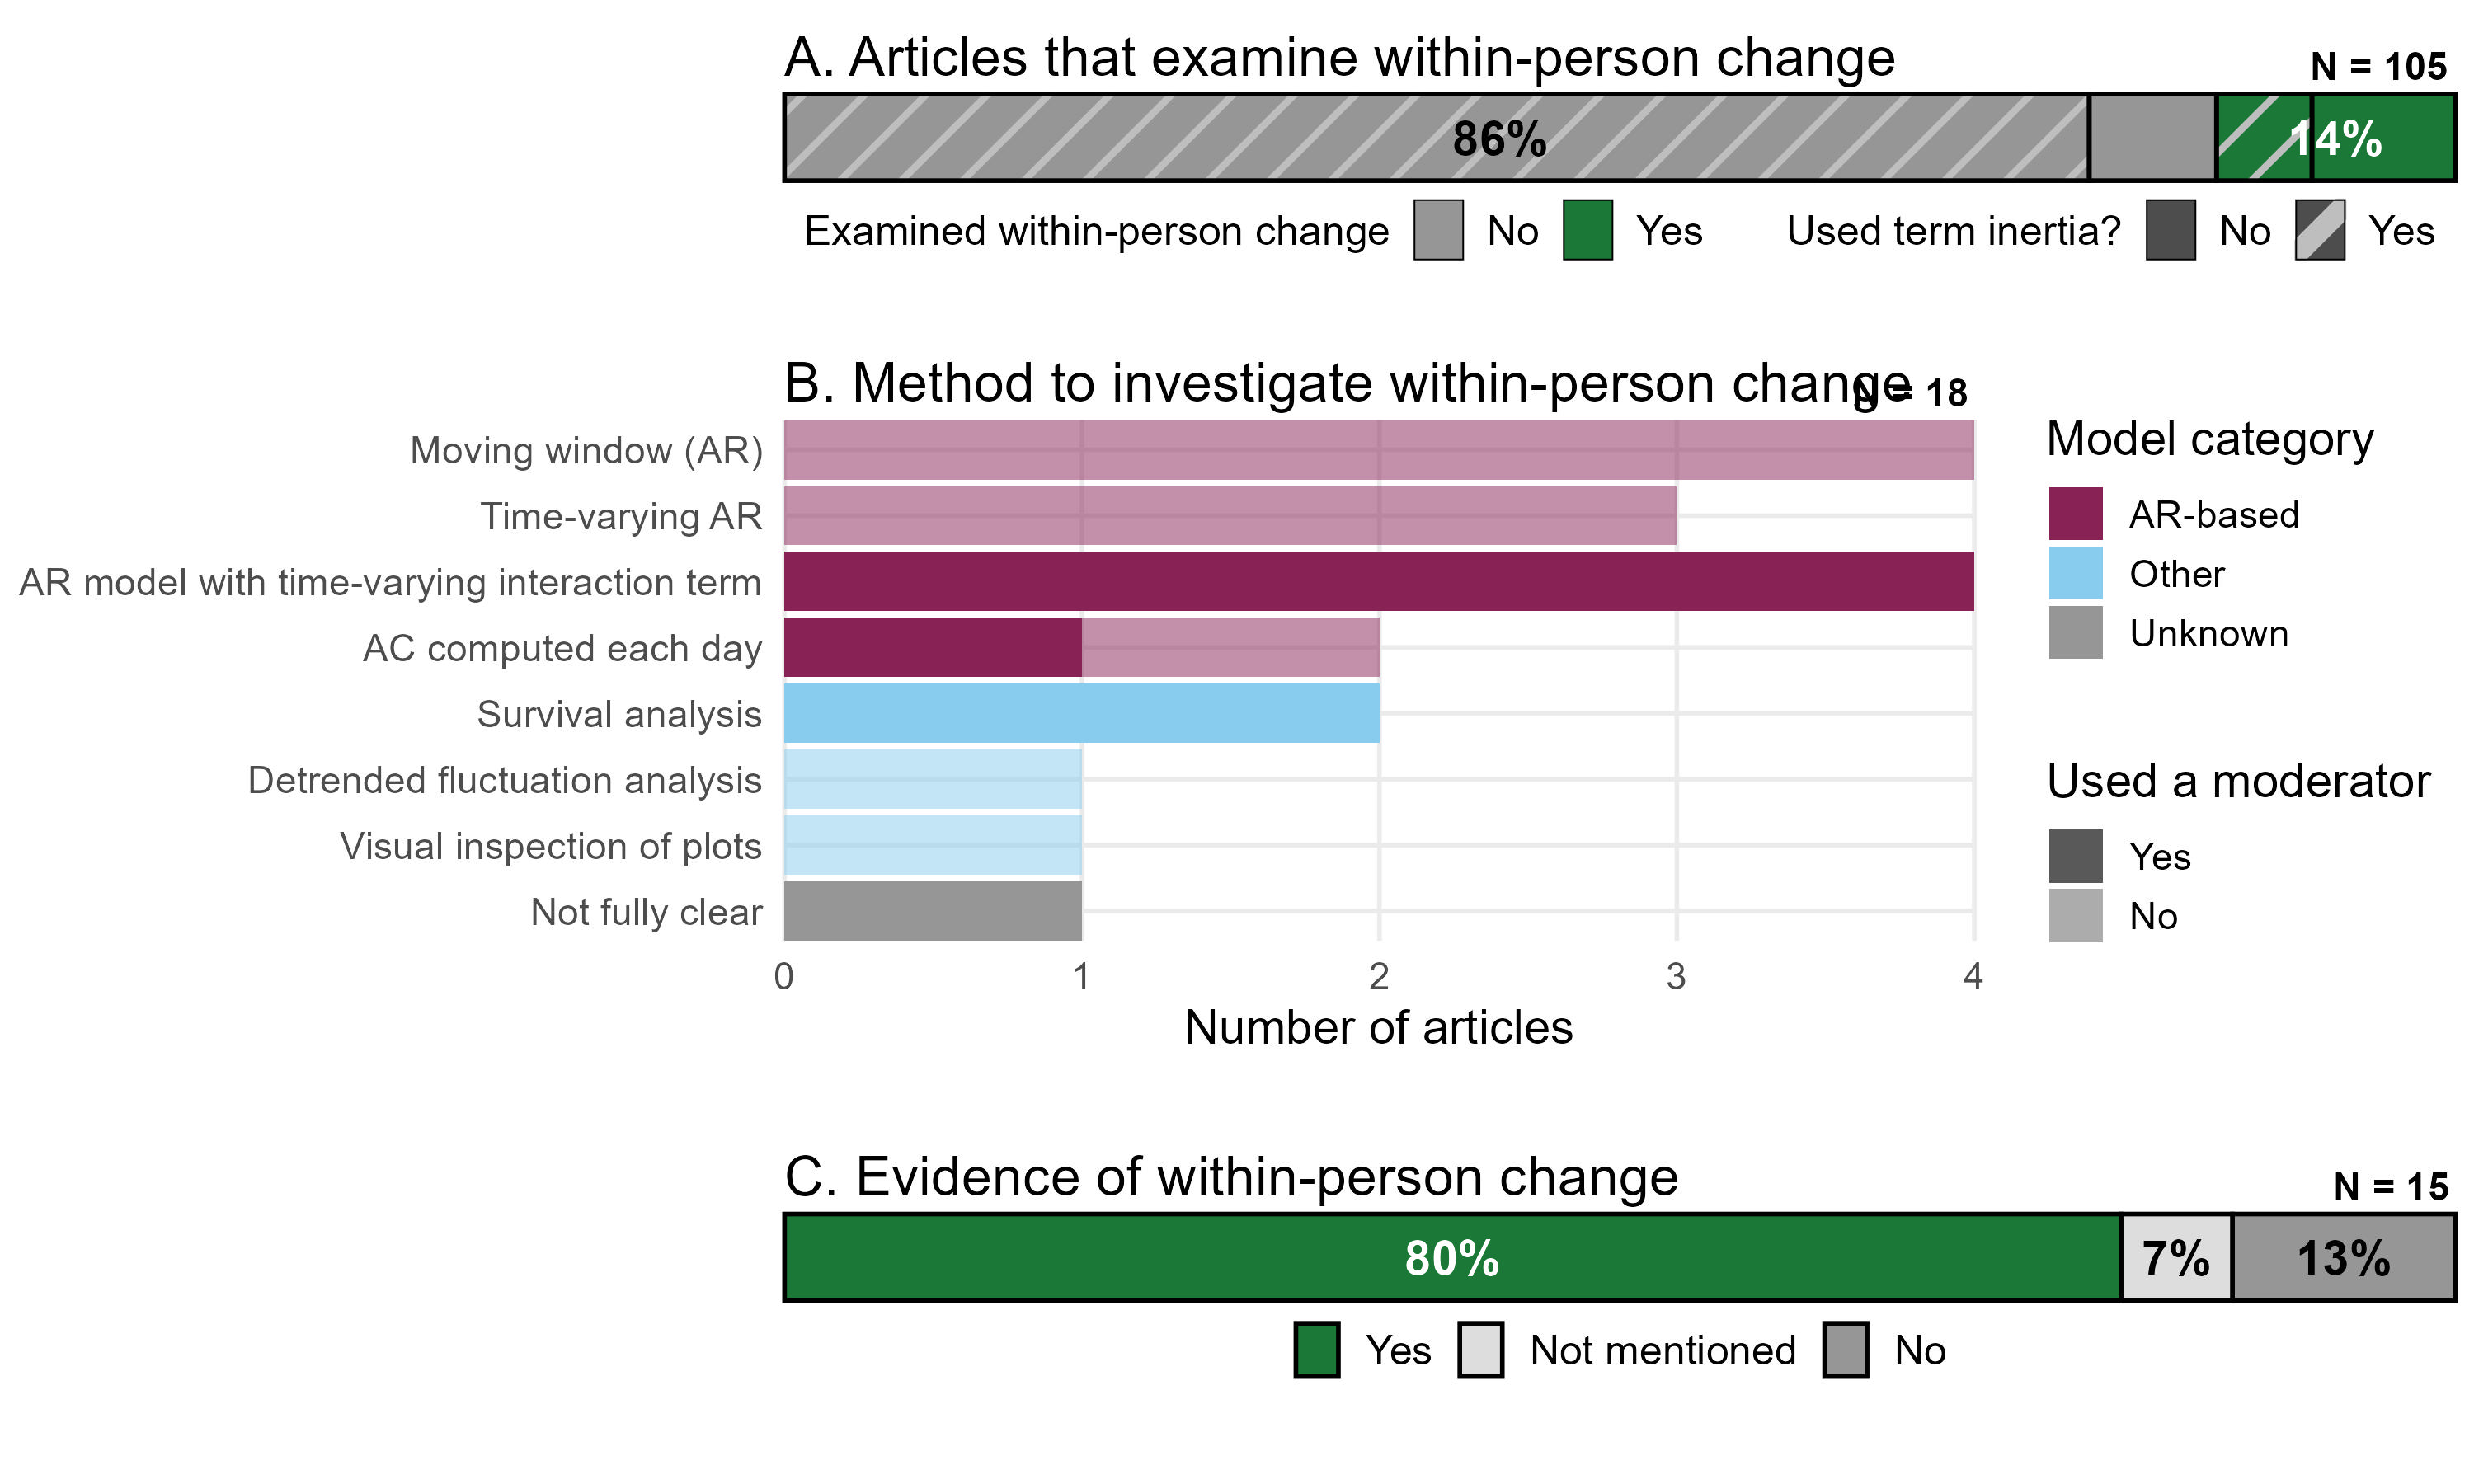 A. Articles that examine within-person change
N = 105
86%
14%
Examined within-person change No Yes Used term inertia? No Yes
B. Method to investigate within-person change
N = 18
Moving window (AR)
Time-varying AR
AR model with time-varying interaction term
AC computed each day
Survival analysis
Detrended fluctuation analysis
Visual inspection of plots
Not fully clear
0 1 2 3 4
Number of articles
Model category
AR-based
Other
Unknown
Used a moderator
Yes
No
C. Evidence of within-person change
N = 15
80% 7% 13%
Yes Not mentioned No